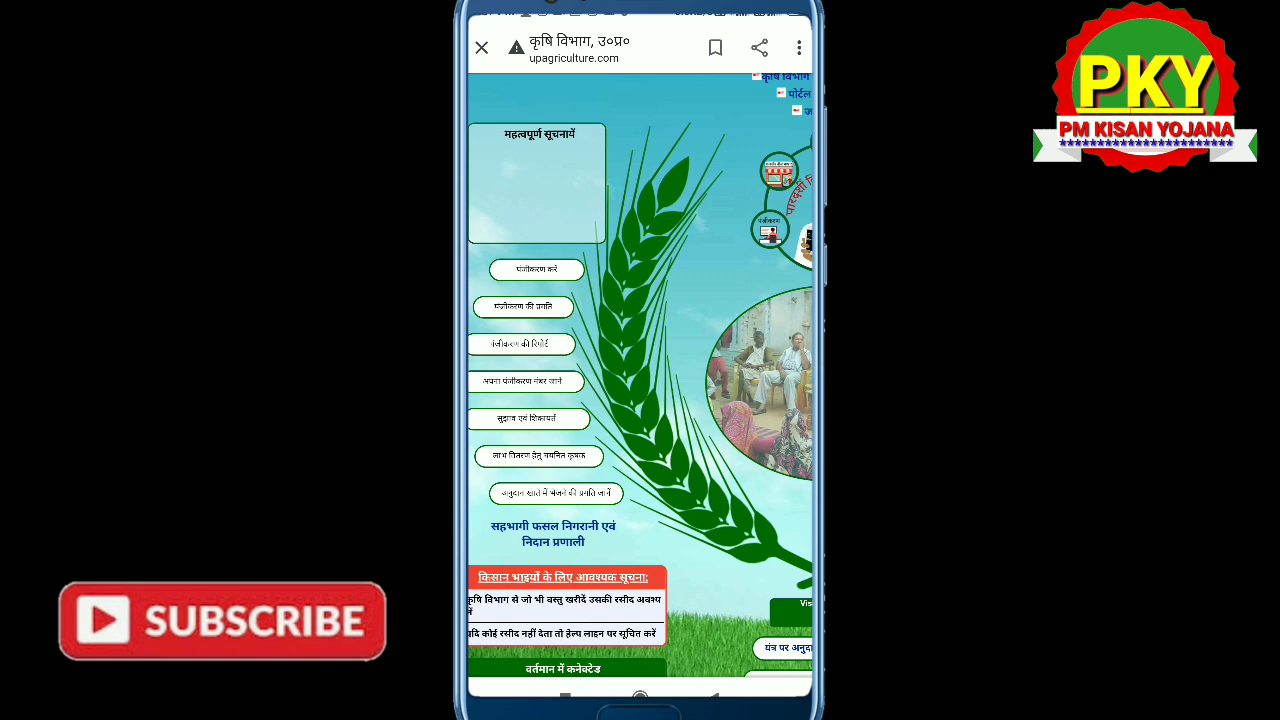 कृषि विभाग, उ०प्र०
upagriculture.com
कृषि विभाग
पोर्टल
महत्वपूर्ण सूचनायें
पंजीकरण
पंजीकरण करें
पंजीकरण की प्रगति
पंजीकरण की रिपोर्ट
अपना पंजीकरण नंबर जानें
सुझाव एवं शिकायतें
लाभ वितरण हेतु चयनित कृषक
अनुदान खाते में भेजने की प्रगति जानें
सहभागी फसल निगरानी एवं
निदान प्रणाली
किसान भाइयों के लिए आवश्यक सूचना:
कृषि विभाग से जो भी वस्तु खरीदें उसकी रसीद अवश्य
यदि कोई रसीद नहीं देता तो हेल्प लाइन पर सूचित करें
वर्तमान में कनेक्टेड
Vis
यंत्र पर अनुदा
PKY
PM KISAN YOJANA
************************
SUBSCRIBE